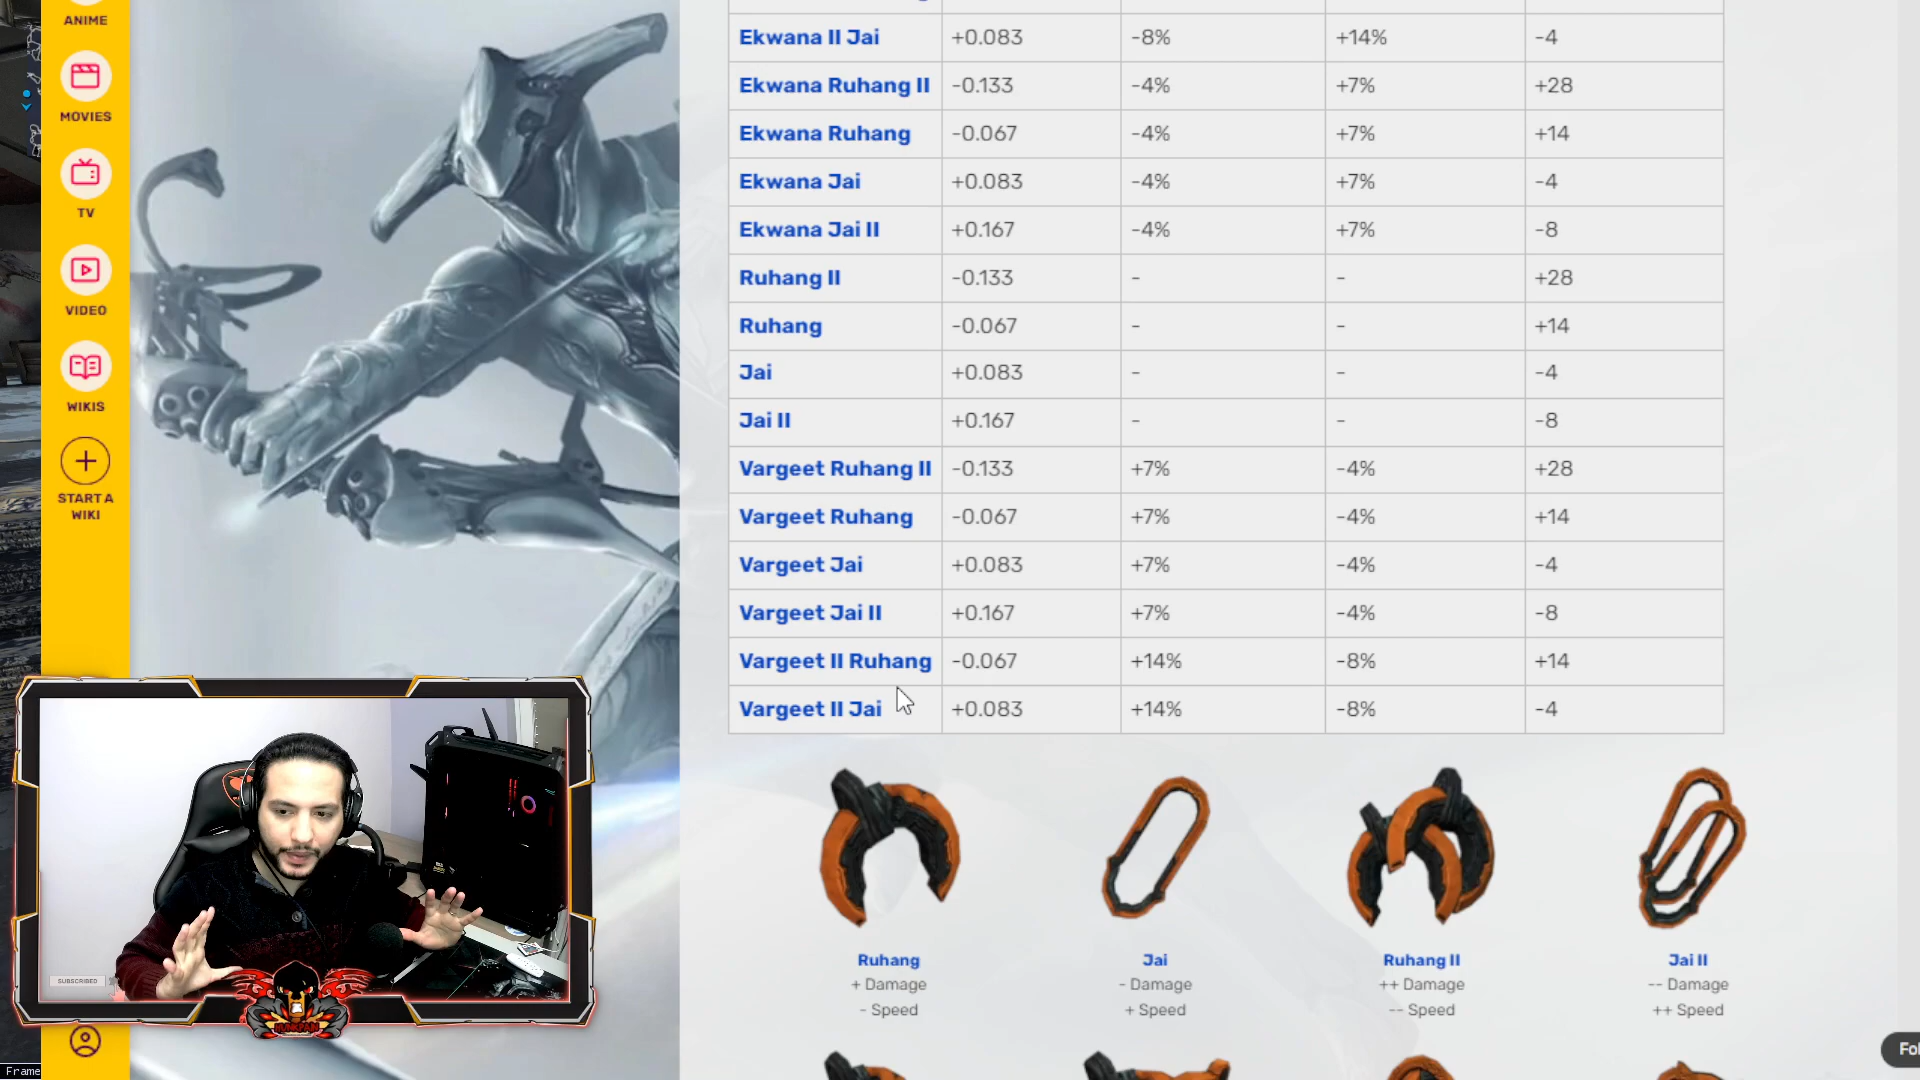 ANIME
MOVIES
TV
VIDEO
WIKIS
START A
WIKI
Ekwana II Jai +0.083 -8% +14% -4
Ekwana Ruhang II -0.133 -4% +7% +28
Ekwana Ruhang -0.067 -4% +7% +14
Ekwana Jai +0.083 -4% +7% -4
Ekwana Jai II +0.167 -4% +7% -8
Ruhang II -0.133 - - +28
Ruhang -0.067 - - +14
Jai +0.083 - - -4
Jai II +0.167 - - -8
Vargeet Ruhang II -0.133 +7% -4% +28
Vargeet Ruhang -0.067 +7% -4% +14
Vargeet Jai +0.083 +7% -4% -4
Vargeet Jai II +0.167 +7% -4% -8
Vargeet II Ruhang -0.067 +14% -8% +14
Vargeet II Jai +0.083 +14% -8% -4
Ruhang Jai Ruhang II Jai II
+ Damage - Damage ++ Damage -- Damage
- Speed + Speed -- Speed ++ Speed
SUBSCRIBED
Frame